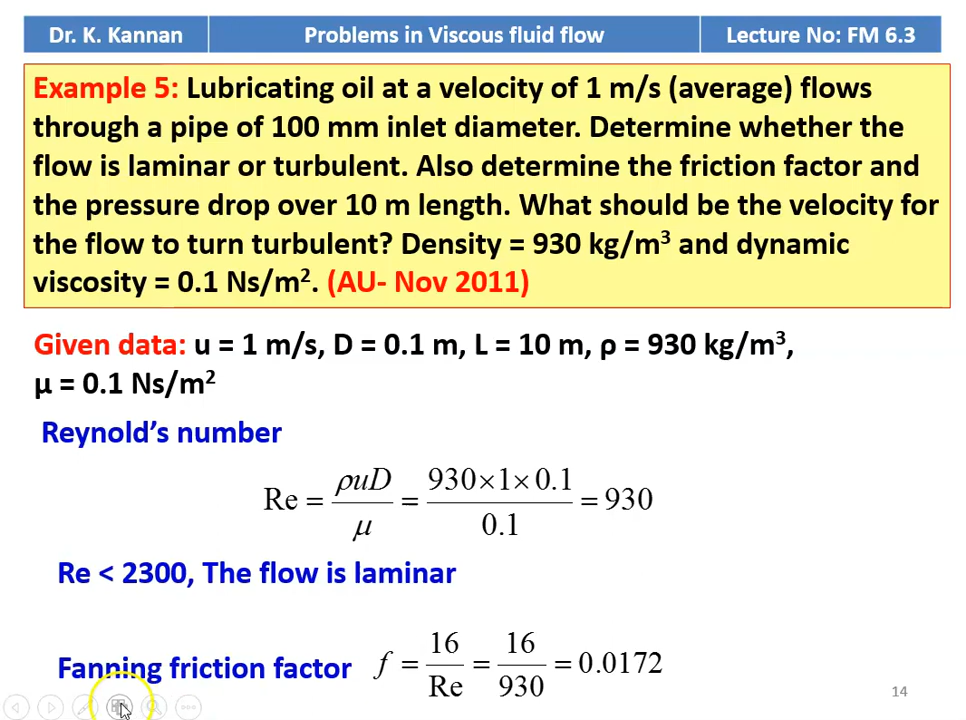 Dr. K. Kannan
Problems in Viscous fluid flow
Lecture No: FM 6.3
Example 5: Lubricating oil at a velocity of 1 m/s (average) flows
through a pipe of 100 mm inlet diameter. Determine whether the
flow is laminar or turbulent. Also determine the friction factor and
the pressure drop over 10 m length. What should be the velocity for
the flow to turn turbulent? Density = 930 kg/m³ and dynamic
viscosity = 0.1 Ns/m². (AU- Nov 2011)
Given data: u = 1 m/s, D = 0.1 m, L = 10 m, ρ = 930 kg/m³,
μ = 0.1 Ns/m²
Reynold’s number
Re = ρuD / μ = 930×1×0.1 / 0.1 = 930
Re < 2300, The flow is laminar
Fanning friction factor f = 16 / Re = 16 / 930 = 0.0172
14